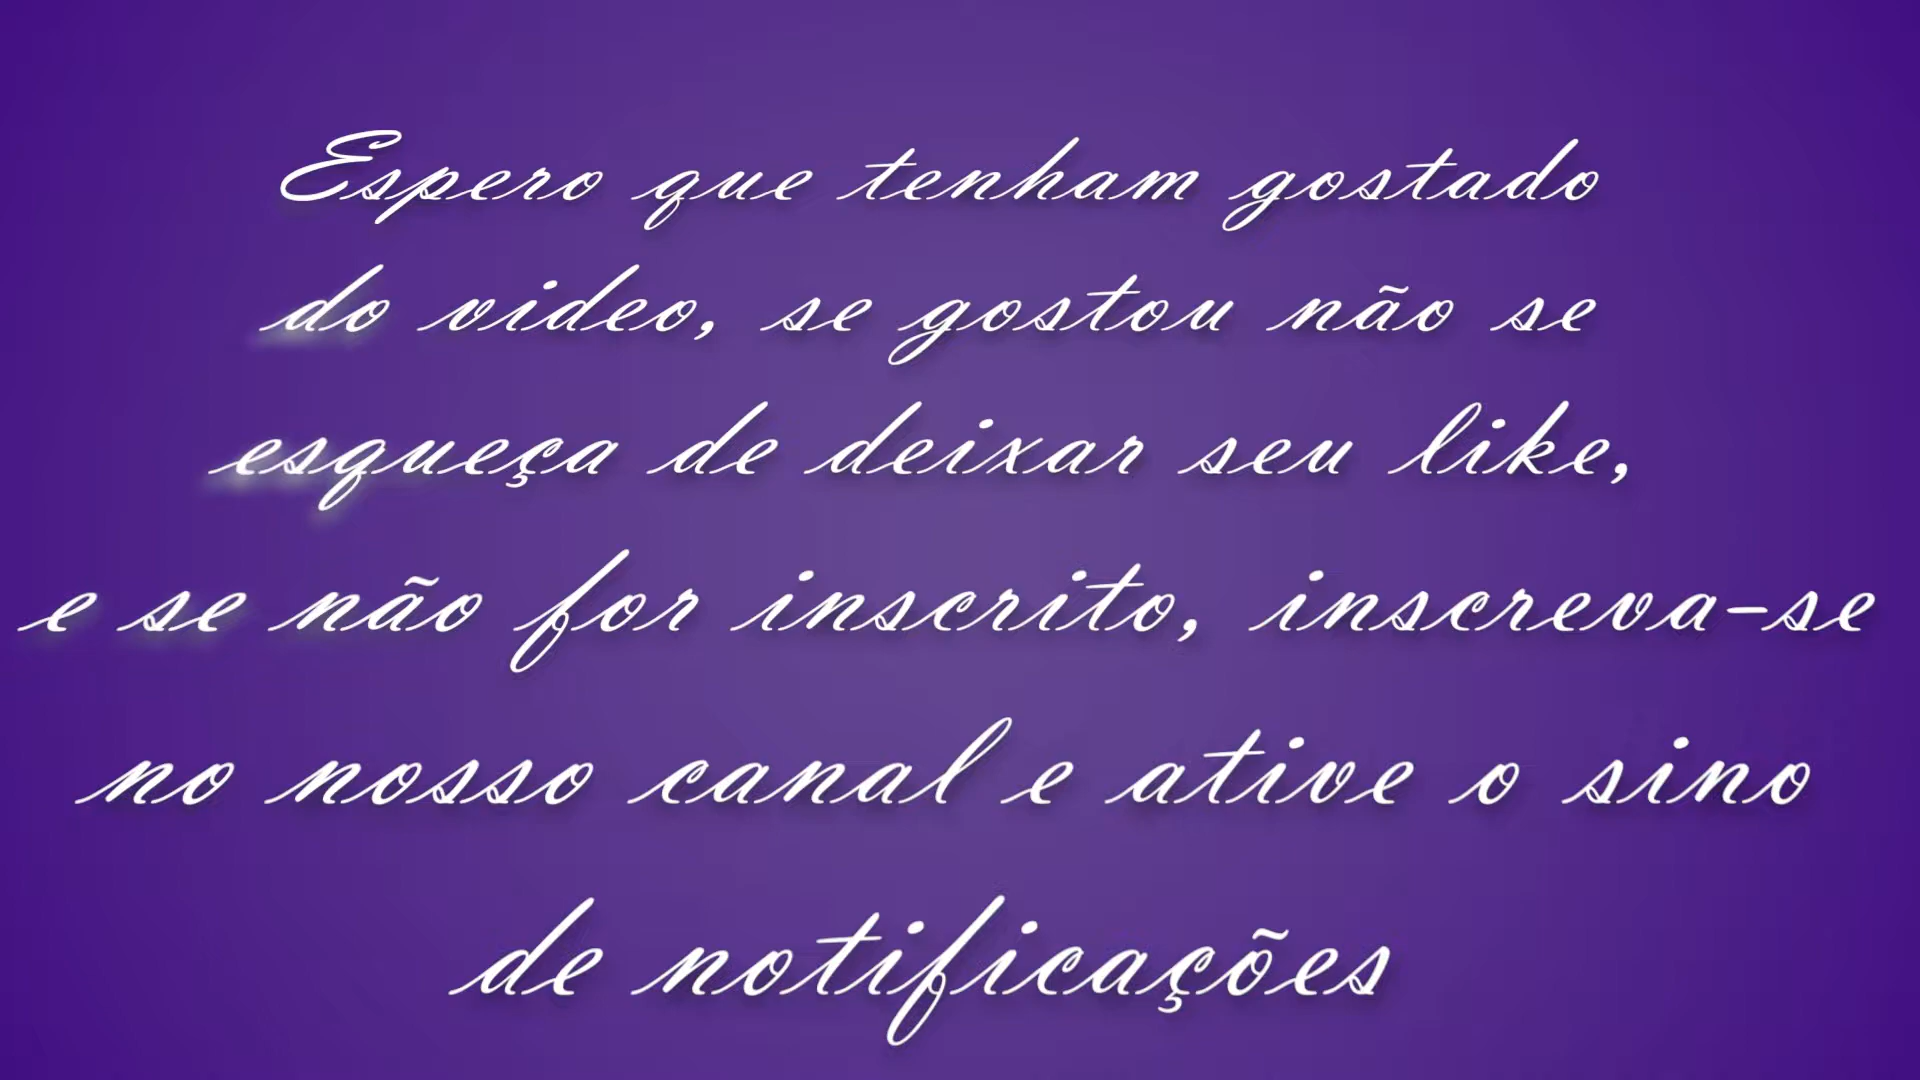 Espero que tenham gostado
do video, se gostou não se
esqueça de deixar seu like,
e se não for inscrito, inscreva-se
no nosso canal e ative o sino
de notificações